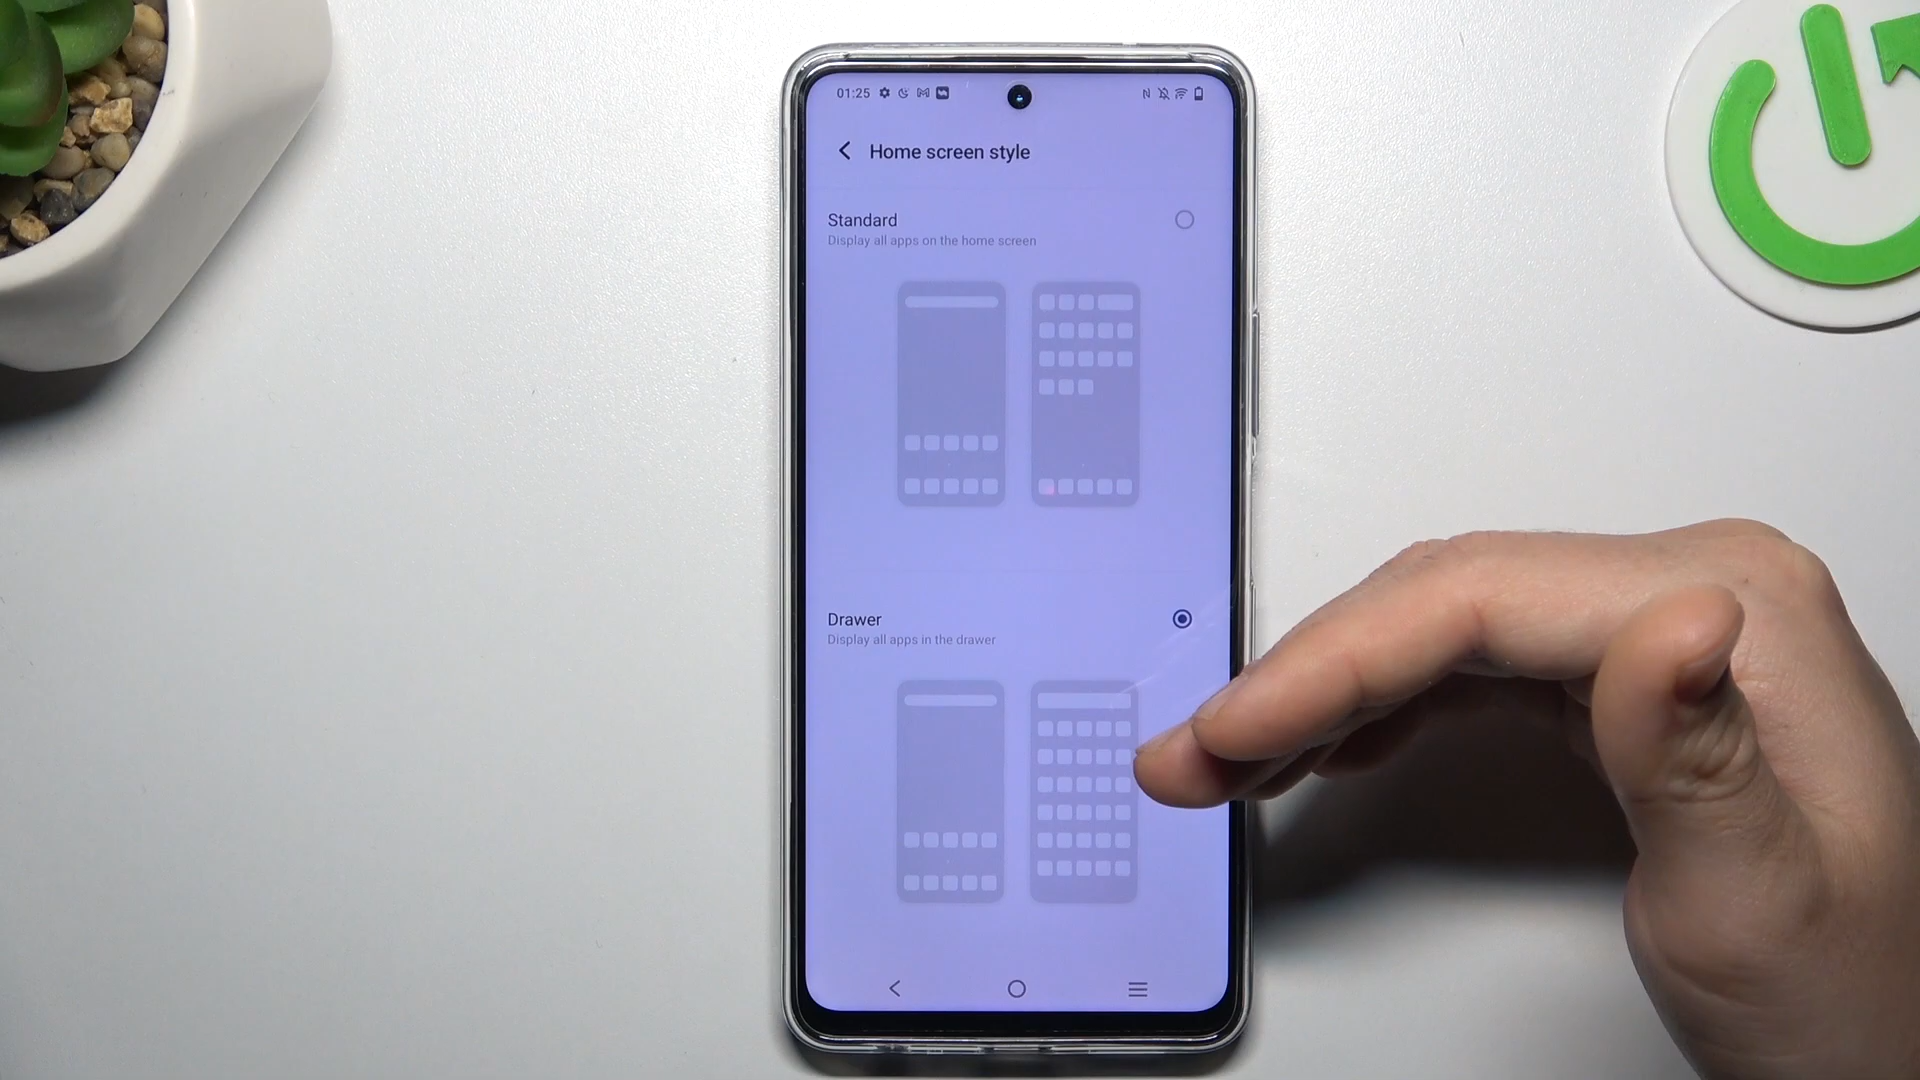 01:25
Home screen style
Standard
Display all apps on the home screen
Drawer
Display all apps in the drawer